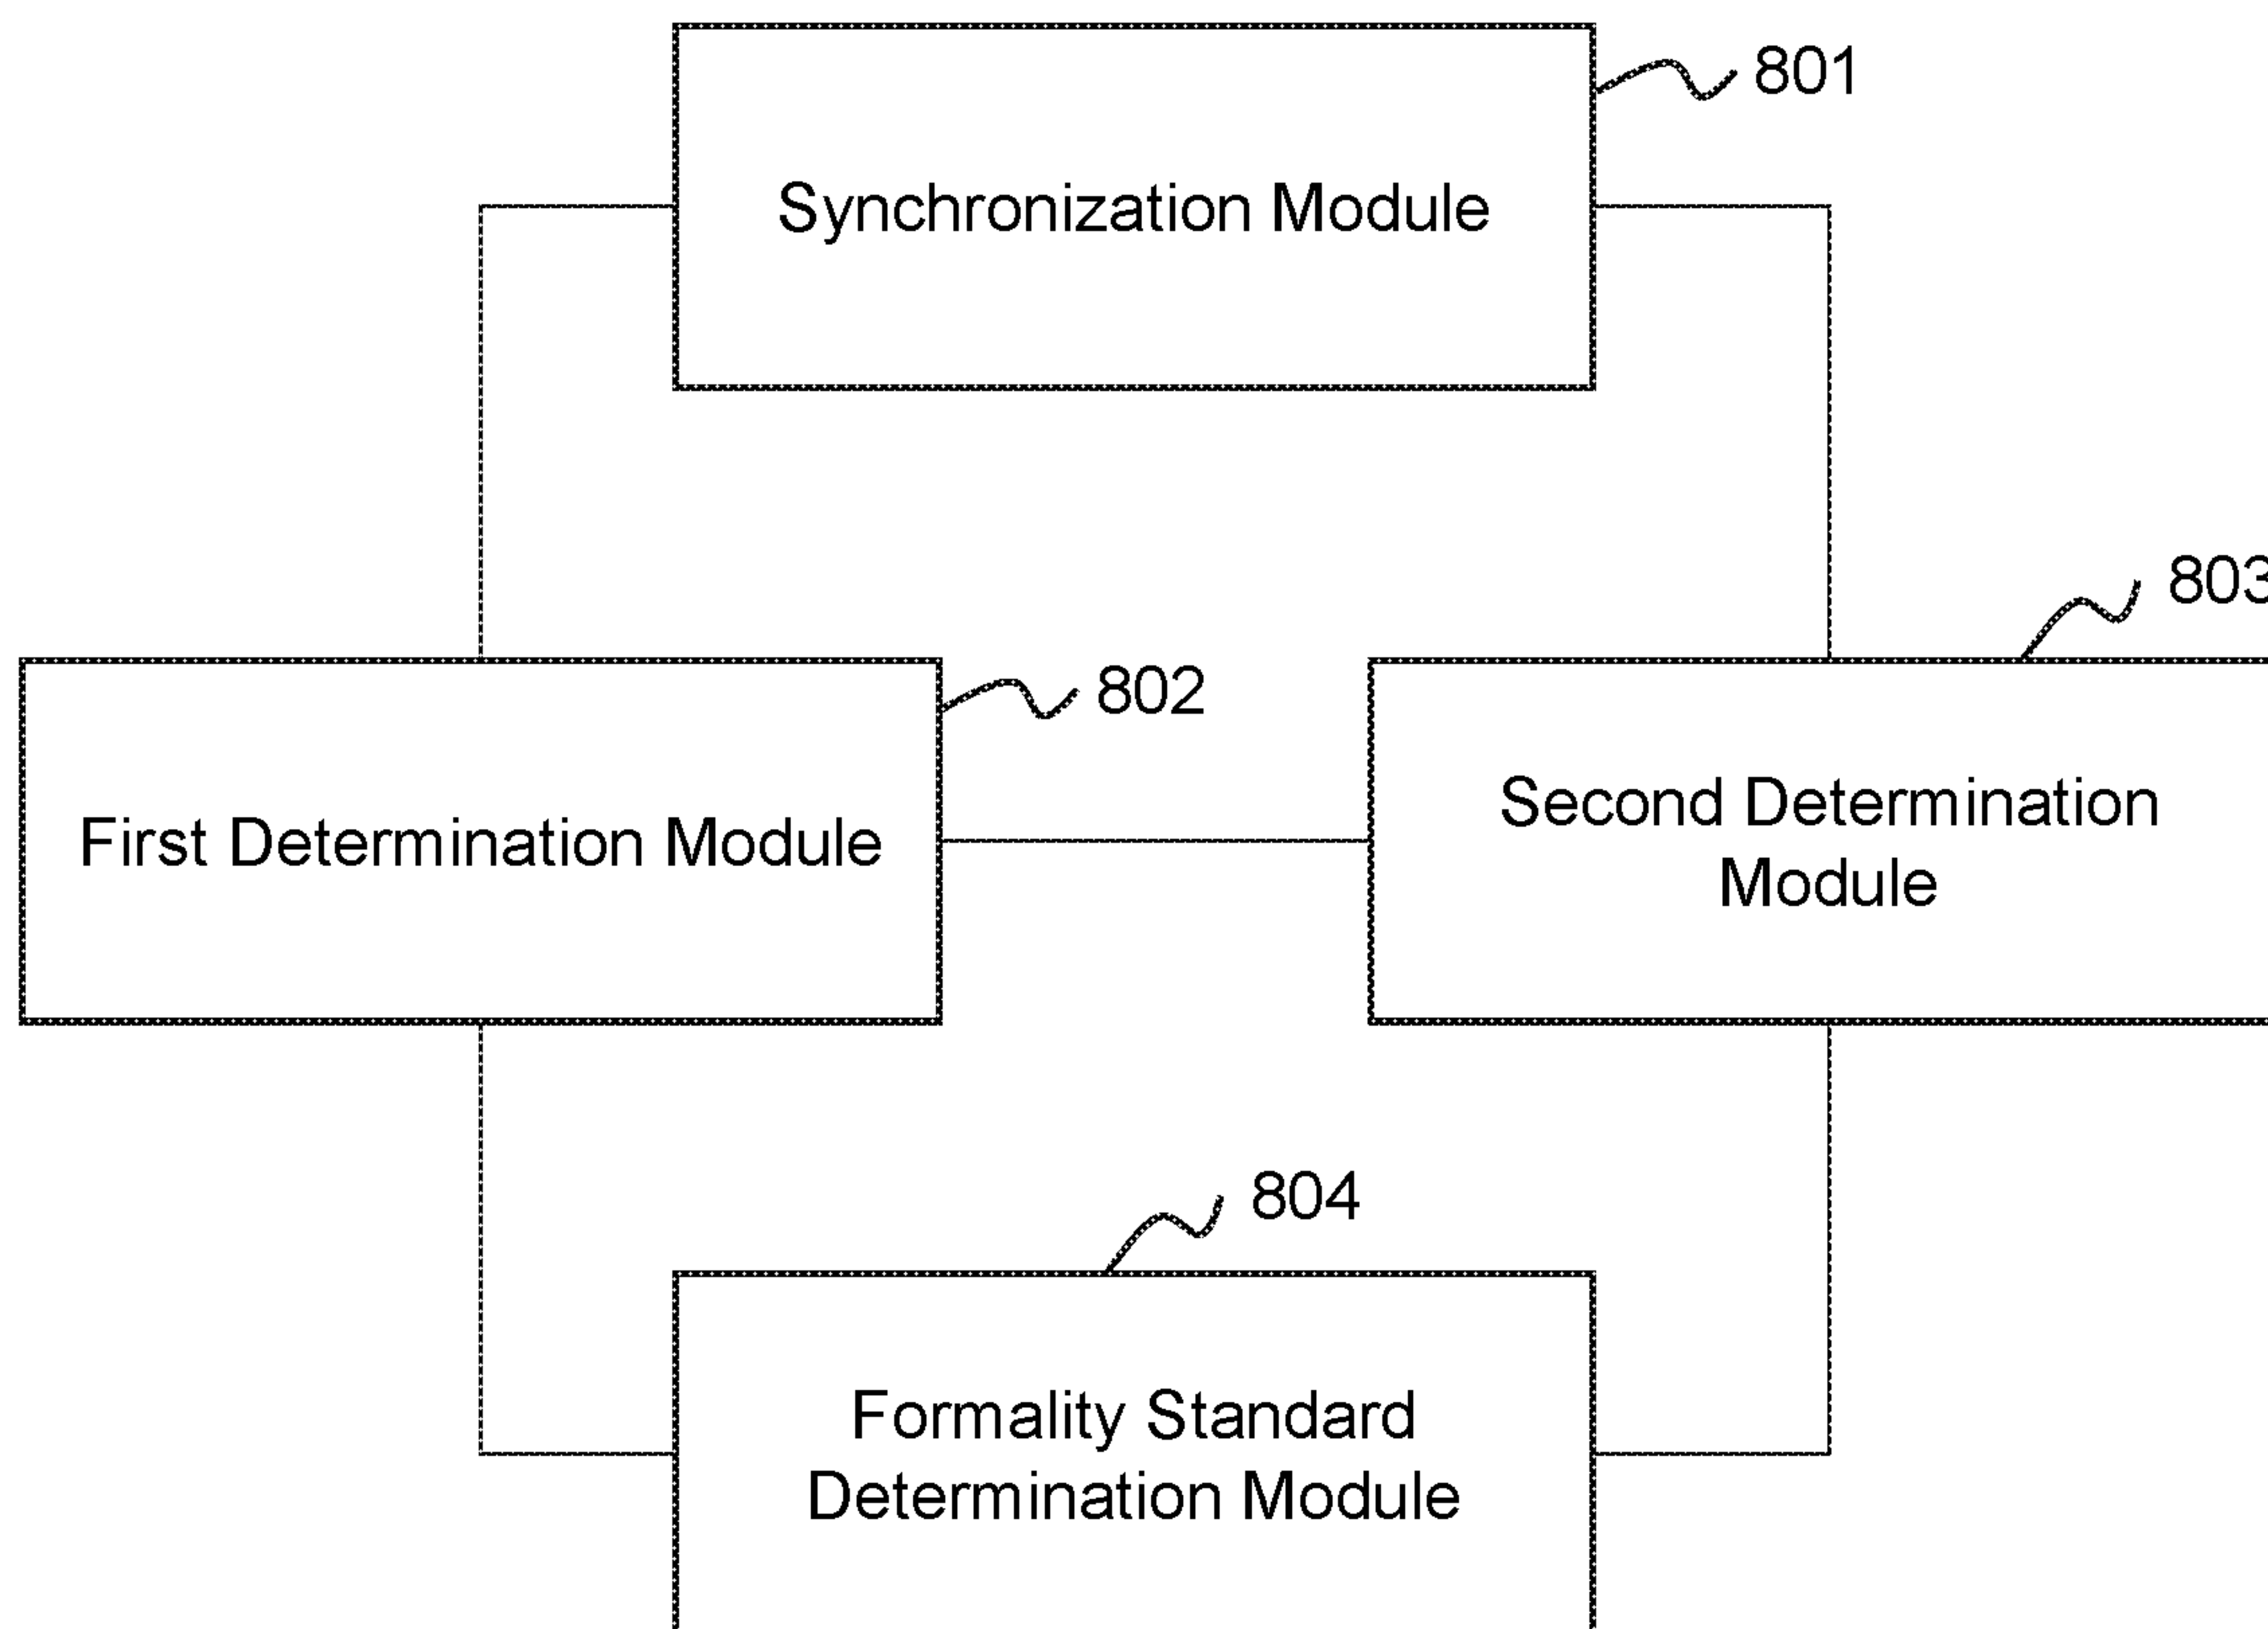 801
Synchronization Module
803
802
First Determination Module
Second Determination
Module
804
Formality Standard
Determination Module